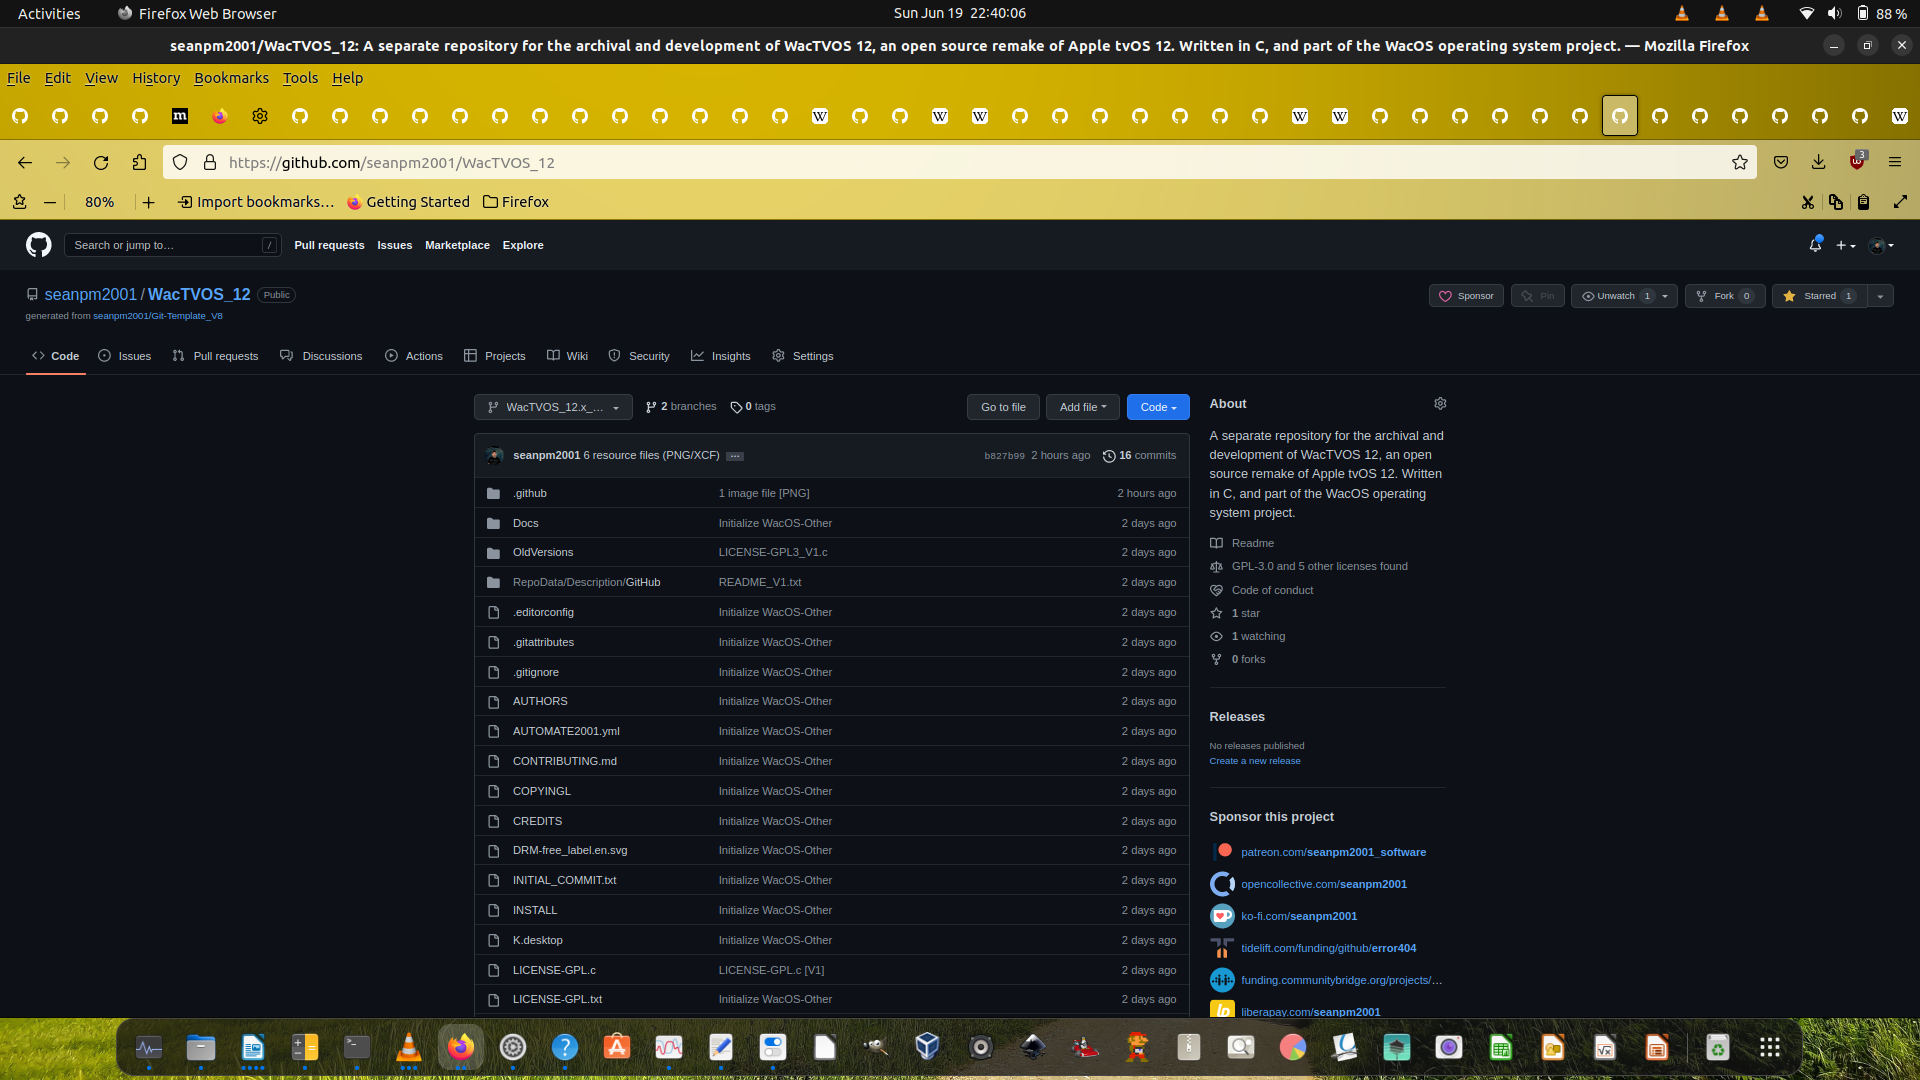 Activities
Firefox Web Browser
Sun Jun 19 22:40:06
88 %
seanpm2001/WacTVOS_12: A separate repository for the archival and development of WacTVOS 12, an open source remake of Apple tvOS 12. Written in C, and part of the WacOS operating system project. — Mozilla Firefox
File Edit View History Bookmarks Tools Help
https://github.com/seanpm2001/WacTVOS_12
3
80%
Import bookmarks…
Getting Started
Firefox
Search or jump to…
/
Pull requests Issues Marketplace Explore
seanpm2001 / WacTVOS_12 Public
Sponsor
Pin
Unwatch 1
Fork 0
Starred 1
generated from seanpm2001/Git-Template_V8
Code Issues Pull requests Discussions Actions Projects Wiki Security Insights Settings
WacTVOS_12.x_…
2 branches
0 tags
Go to file
Add file
Code
seanpm2001 6 resource files (PNG/XCF) …
b827b99 2 hours ago
16 commits
.github 1 image file [PNG] 2 hours ago
Docs Initialize WacOS-Other 2 days ago
OldVersions LICENSE-GPL3_V1.c 2 days ago
RepoData/Description/GitHub README_V1.txt 2 days ago
.editorconfig Initialize WacOS-Other 2 days ago
.gitattributes Initialize WacOS-Other 2 days ago
.gitignore Initialize WacOS-Other 2 days ago
AUTHORS Initialize WacOS-Other 2 days ago
AUTOMATE2001.yml Initialize WacOS-Other 2 days ago
CONTRIBUTING.md Initialize WacOS-Other 2 days ago
COPYINGL Initialize WacOS-Other 2 days ago
CREDITS Initialize WacOS-Other 2 days ago
DRM-free_label.en.svg Initialize WacOS-Other 2 days ago
INITIAL_COMMIT.txt Initialize WacOS-Other 2 days ago
INSTALL Initialize WacOS-Other 2 days ago
K.desktop Initialize WacOS-Other 2 days ago
LICENSE-GPL.c LICENSE-GPL.c [V1] 2 days ago
LICENSE-GPL.txt Initialize WacOS-Other 2 days ago
About
A separate repository for the archival and
development of WacTVOS 12, an open
source remake of Apple tvOS 12. Written
in C, and part of the WacOS operating
system project.
Readme
GPL-3.0 and 5 other licenses found
Code of conduct
1 star
1 watching
0 forks
Releases
No releases published
Create a new release
Sponsor this project
patreon.com/seanpm2001_software
opencollective.com/seanpm2001
ko-fi.com/seanpm2001
tidelift.com/funding/github/error404
funding.communitybridge.org/projects/…
liberapay.com/seanpm2001